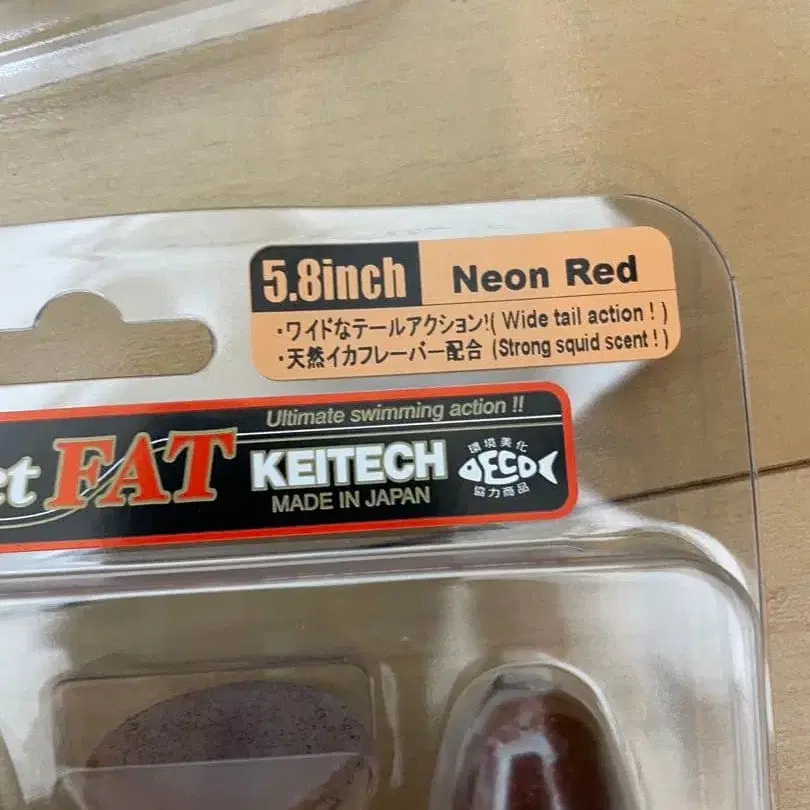 5.8inch Neon Red
・ワイドなテールアクション!( Wide tail action ! )
・天然イカフレーバー配合 (Strong squid scent ! )
Ultimate swimming action !!
FAT KEITECH
MADE IN JAPAN
環境美化
ECO
協力商品